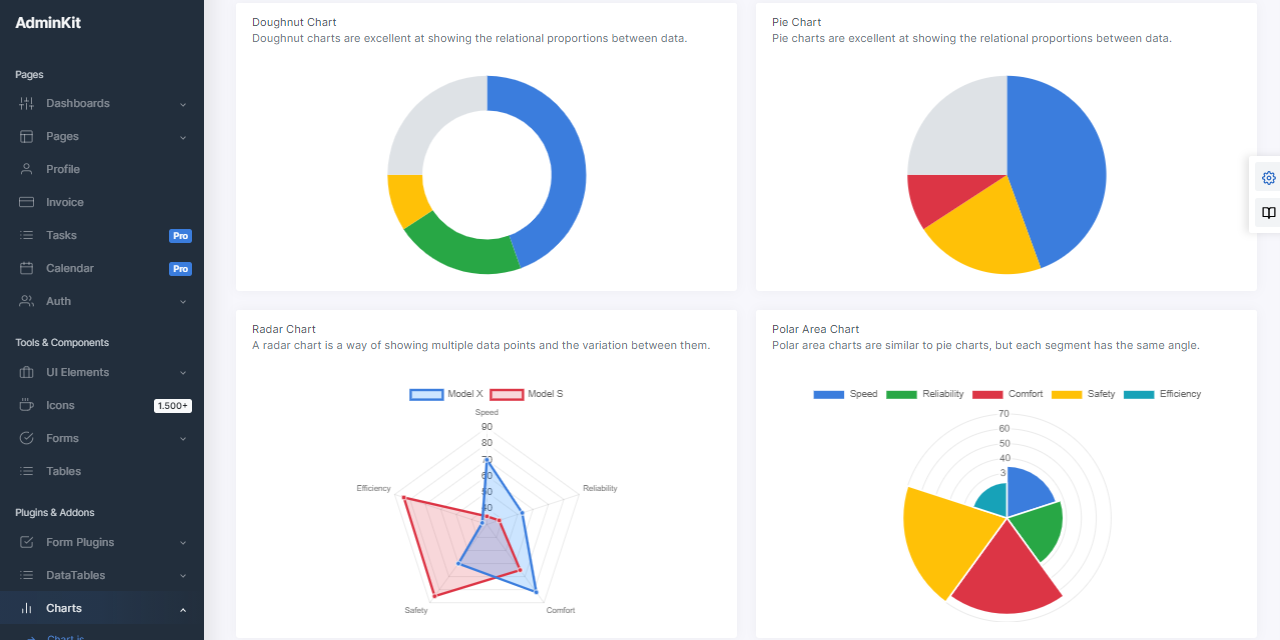 AdminKit
Pages
Dashboards
Pages
Profile
Invoice
Tasks
Pro
Calendar
Pro
Auth
Tools & Components
UI Elements
Icons
1.500+
Forms
Tables
Plugins & Addons
Form Plugins
DataTables
Charts
Chart.js
Doughnut Chart
Doughnut charts are excellent at showing the relational proportions between data.
Pie Chart
Pie charts are excellent at showing the relational proportions between data.
Radar Chart
A radar chart is a way of showing multiple data points and the variation between them.
Model X
Model S
Speed
90
80
70
60
50
40
Efficiency
Reliability
Safety
Comfort
Polar Area Chart
Polar area charts are similar to pie charts, but each segment has the same angle.
Speed
Reliability
Comfort
Safety
Efficiency
70
60
50
40
3